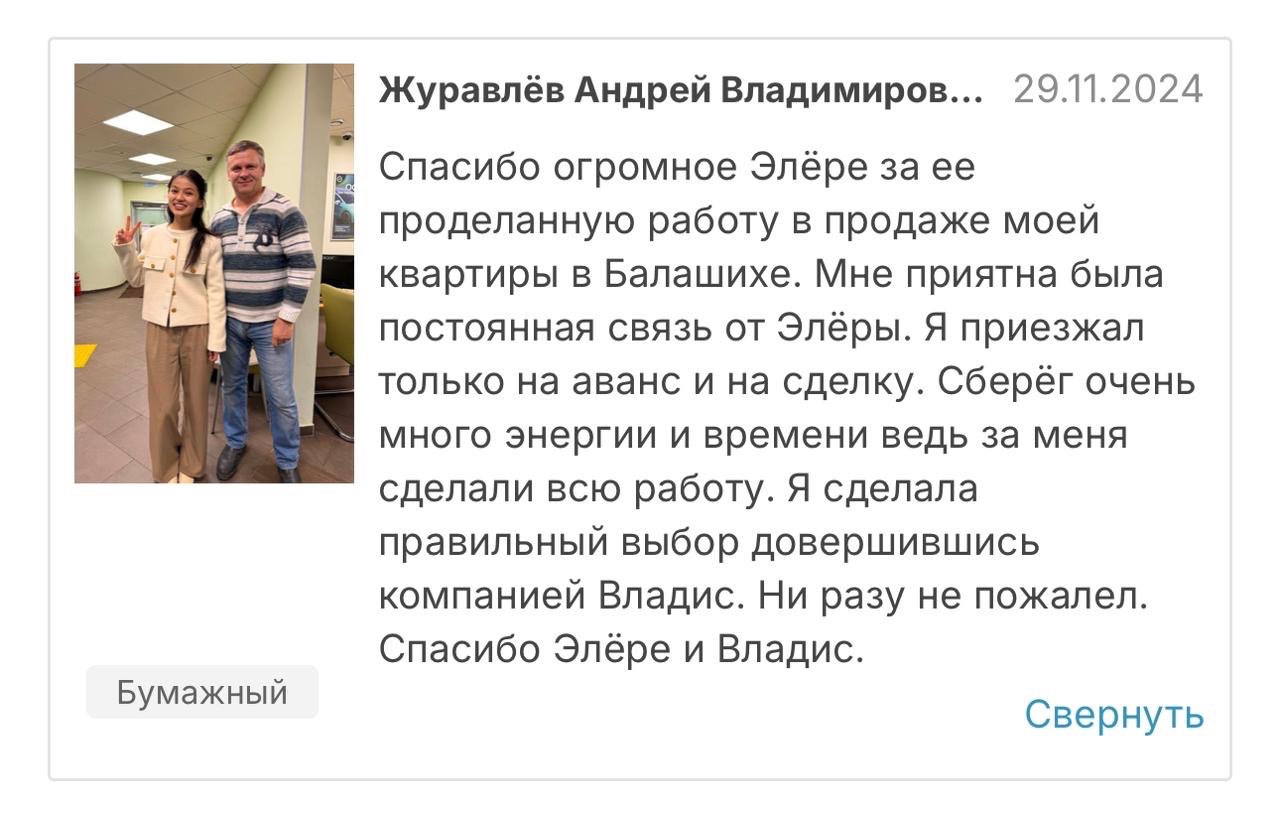 Журавлёв Андрей Владимиров...
29.11.2024
Спасибо огромное Элёре за ее
проделанную работу в продаже моей
квартиры в Балашихе. Мне приятна была
постоянная связь от Элёры. Я приезжал
только на аванс и на сделку. Сберёг очень
много энергии и времени ведь за меня
сделали всю работу. Я сделала
правильный выбор довершившись
компанией Владис. Ни разу не пожалел.
Спасибо Элёре и Владис.
Бумажный
Свернуть